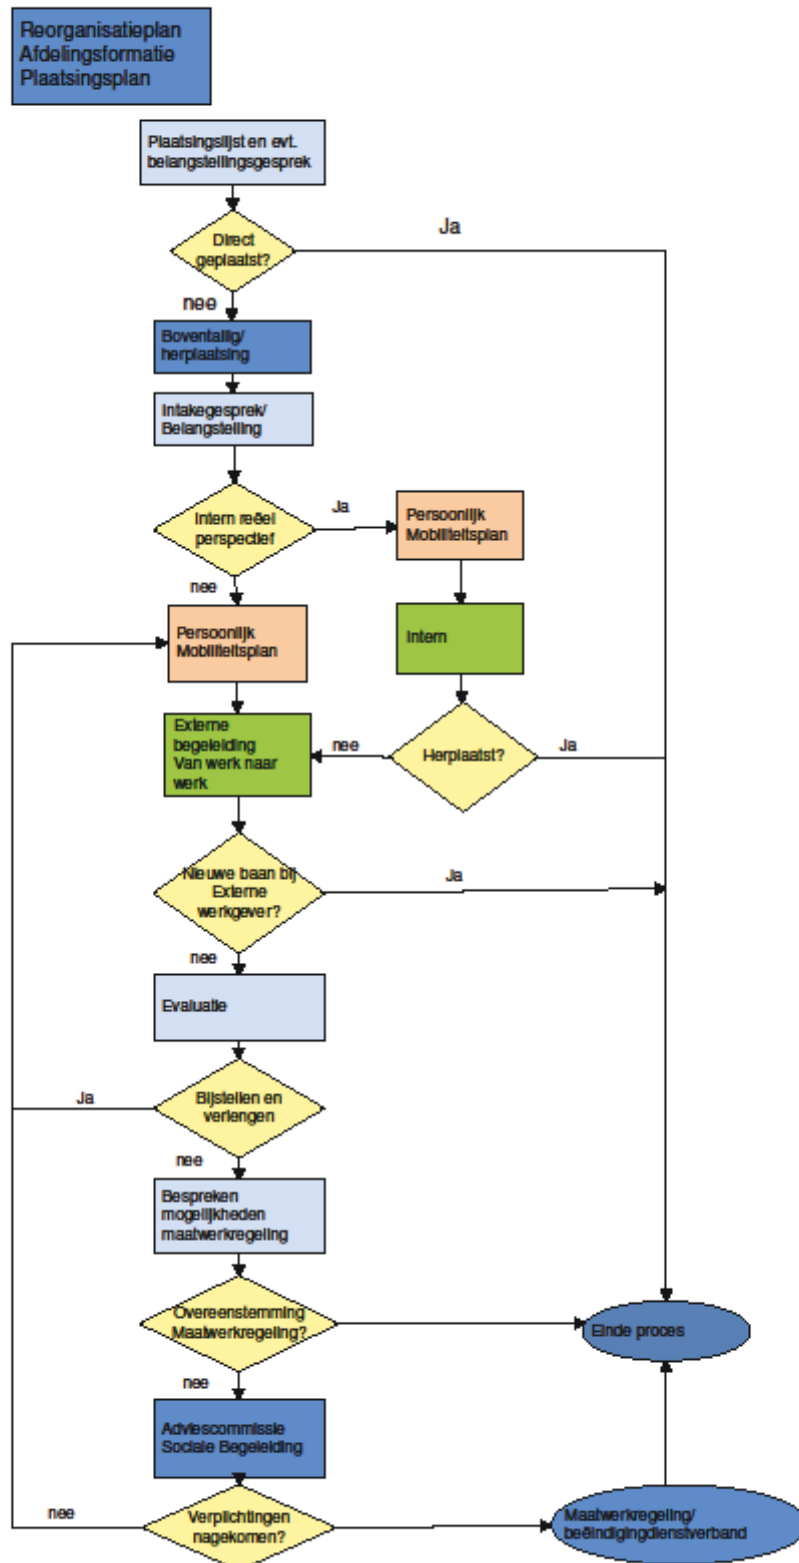 Reorganisatieplan
Afdelingsformatie
Plaatsingsplan
Plaatsingslijst en evt.
belangstellingsgesprek
Direct
geplaatst?
Ja
nee
Boventallig/
herplaatsing
Intakegesprek/
Belangstelling
Intern reëel
perspectief
Ja
Persoonlijk
Mobiliteitsplan
nee
Persoonlijk
Mobiliteitsplan
Intern
Externe
begeleiding
Van werk naar
werk
nee
Herplaatst?
Ja
Nieuwe baan bij
Externe
werkgever?
Ja
nee
Evaluatie
Bijstellen en
verlengen
Ja
nee
Bespreken
mogelijkheden
maatwerkregeling
Overeenstemming
Maatwerkregeling?
Einde proces
nee
Adviescommissie
Sociale Begeleiding
Verplichtingen
nagekomen?
nee
Maatwerkregeling/
beëindigingdienstverband